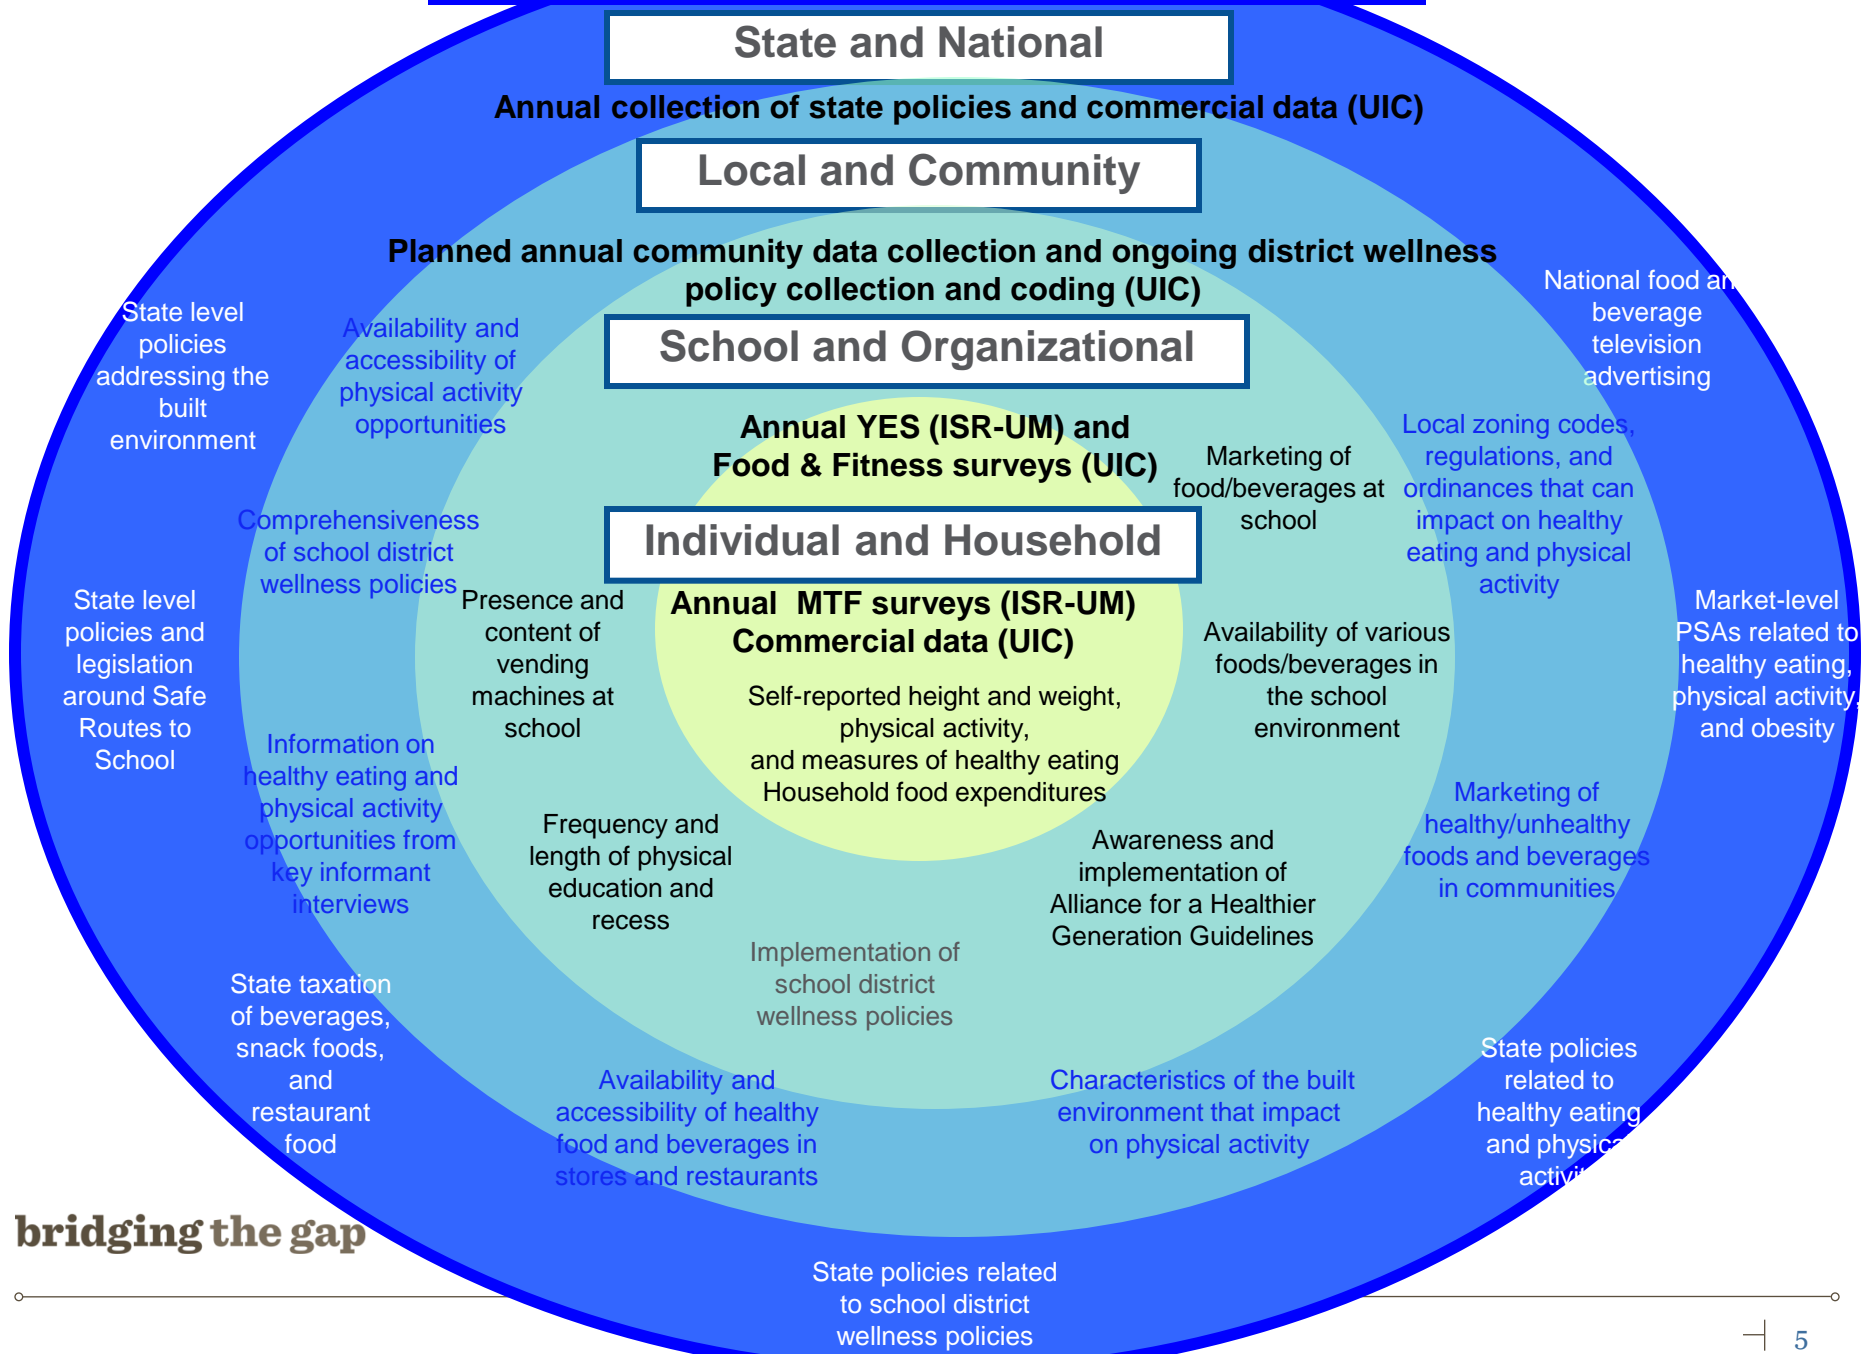 State and National
Annual collection of state policies and commercial data (UIC)
Local and Community
Planned annual community data collection and ongoing district wellness
policy collection and coding (UIC)
School and Organizational
Annual YES (ISR-UM) and
Food & Fitness surveys (UIC)
Individual and Household
Annual MTF surveys (ISR-UM)
Commercial data (UIC)
Self-reported height and weight,
physical activity,
and measures of healthy eating
Household food expenditures
State level
policies
addressing the
built
environment
Availability and
accessibility of
physical activity
opportunities
National food
beverage
television
advertising
Local zoning codes,
regulations, and
ordinances that can
impact on healthy
eating and physical
activity
Marketing of
food/beverages at
school
Comprehensiveness
of school district
wellness policies
State level
policies and
legislation
around Safe
Routes to
School
Presence and
content of
vending
machines at
school
Availability of various
foods/beverages in
the school
environment
Market-level
PSAs related to
healthy eating,
physical activity,
and obesity
Information on
healthy eating and
physical activity
opportunities from
key informant
interviews
Frequency and
length of physical
education and
recess
Awareness and
implementation of
Alliance for a Healthier
Generation Guidelines
Marketing of
healthy/unhealthy
foods and beverages
in communities
Implementation of
school district
wellness policies
State taxation
of beverages,
snack foods,
and
restaurant
food
Availability and
accessibility of healthy
food and beverages in
stores and restaurants
Characteristics of the built
environment that impact
on physical activity
State policies
related to
healthy eating
and
State policies related
to school district
wellness policies
bridging the gap
5